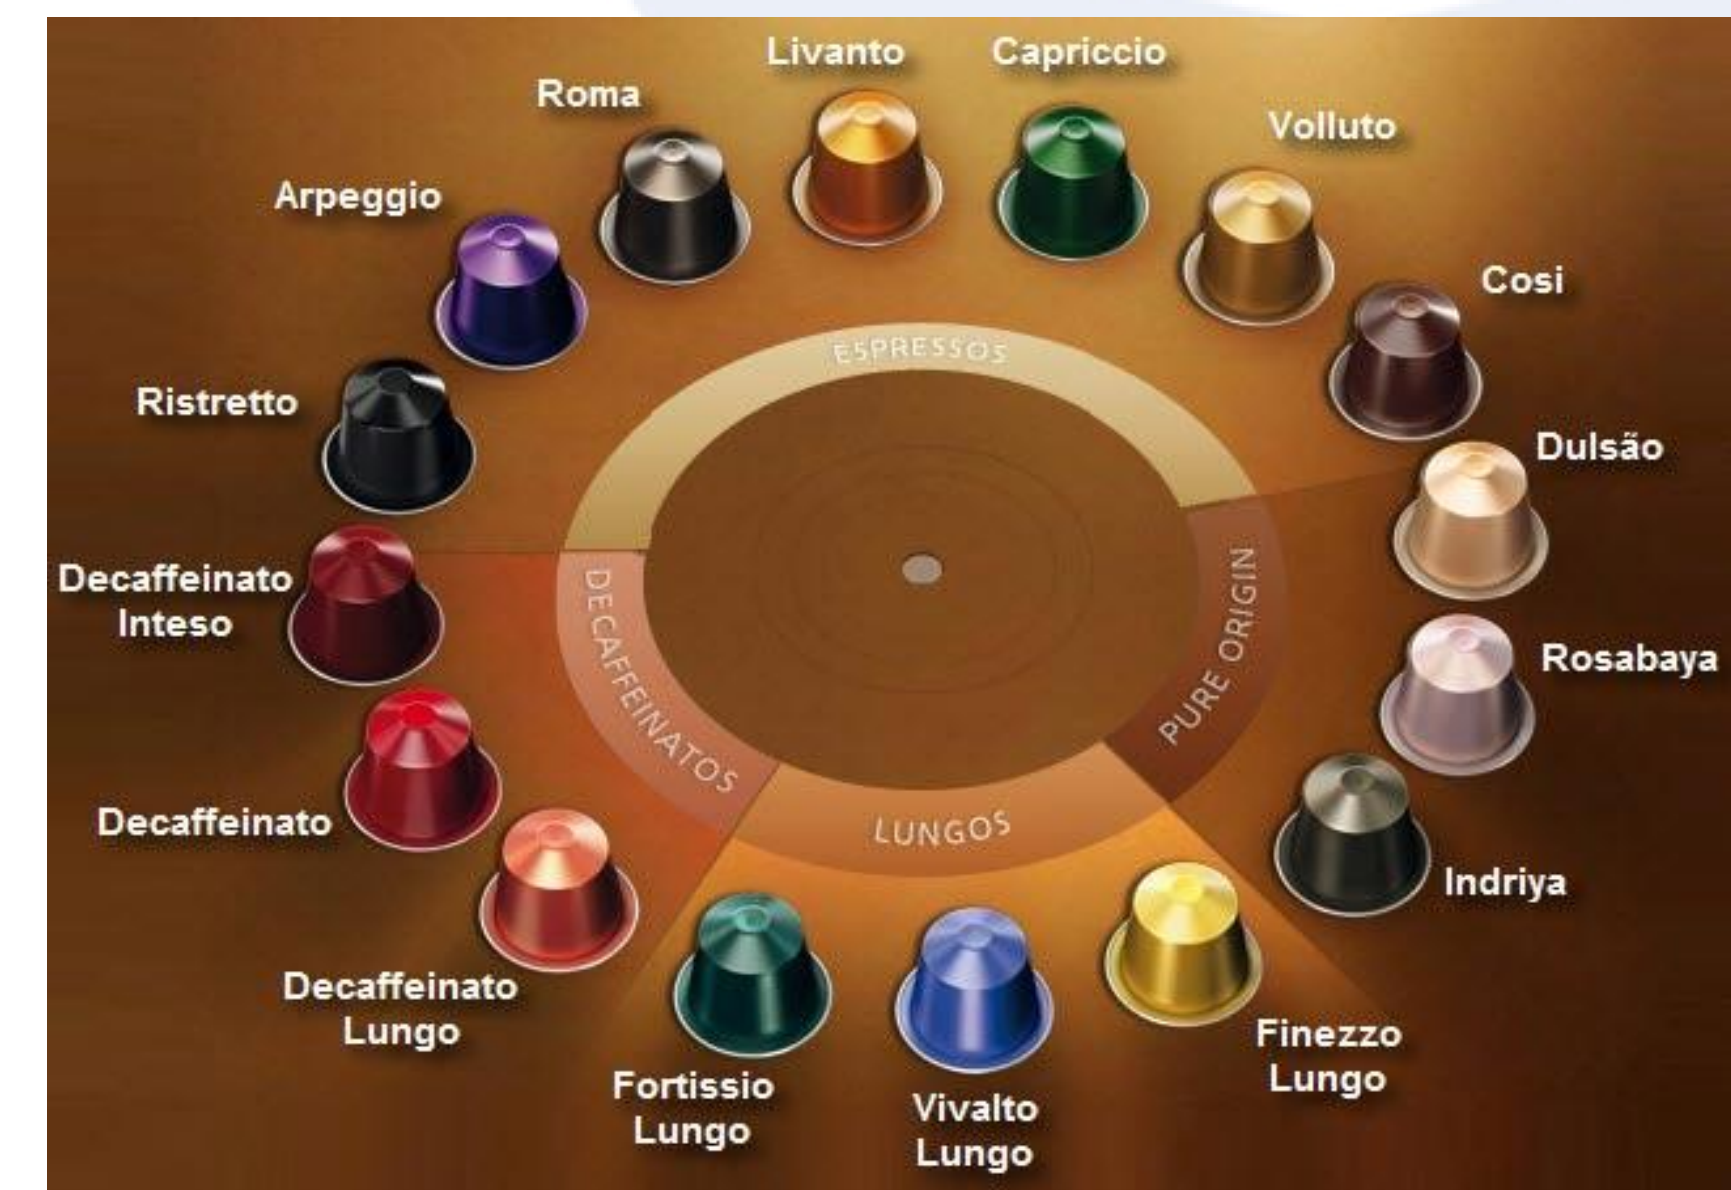 Livanto
Capriccio
Roma
Volluto
Arpeggio
Cosi
ESPRESSOS
Ristretto
Dulsão
Decaffeinato
Inteso
DECAFFEINATOS
PURE ORIGIN
Rosabaya
Decaffeinato
LUNGOS
Indriya
Decaffeinato
Lungo
Finezzo
Lungo
Fortissio
Lungo
Vivalto
Lungo